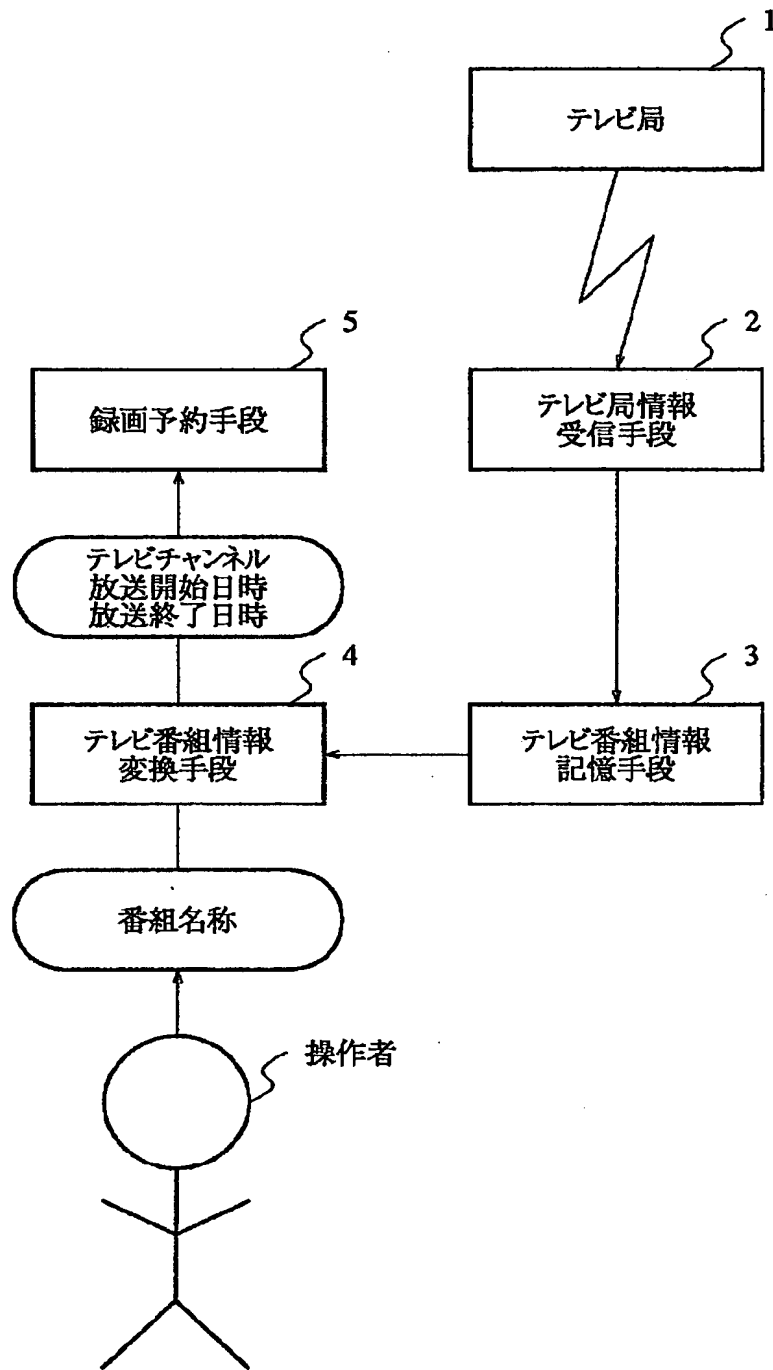 1
テレビ局
2
テレビ局情報
受信手段
5
録画予約手段
テレビチャンネル
放送開始日時
放送終了日時
4
テレビ番組情報
変換手段
3
テレビ番組情報
記憶手段
番組名称
操作者